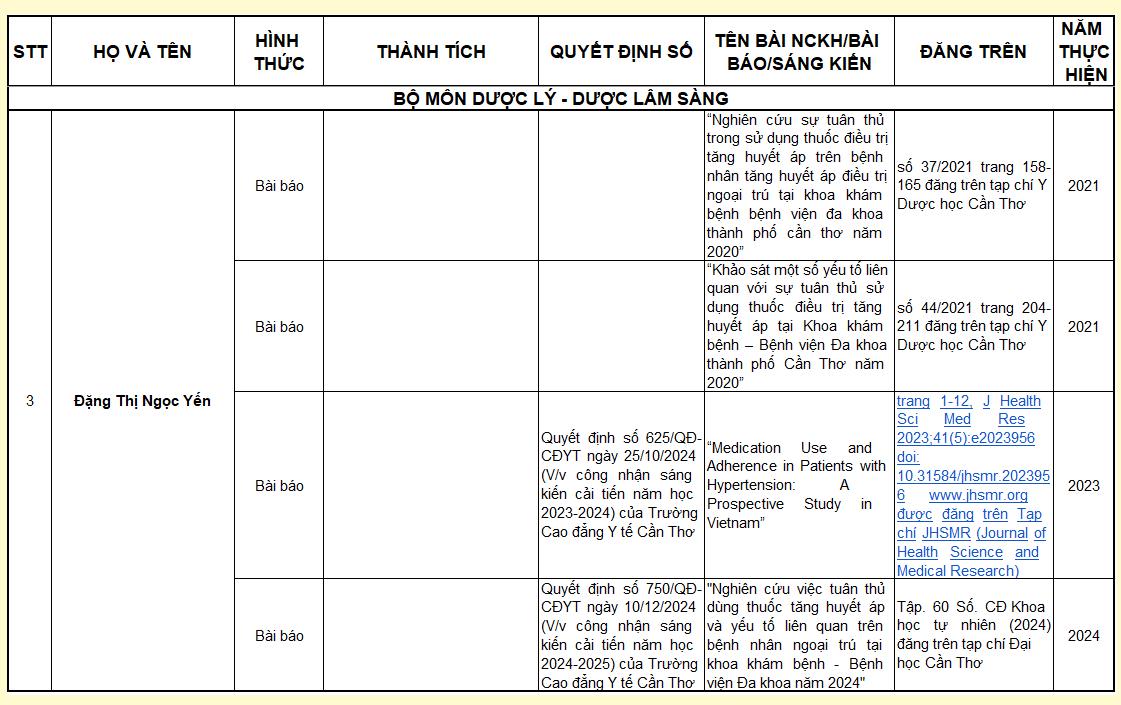 STT
HỌ VÀ TÊN
HÌNH
THỨC
THÀNH TÍCH
QUYẾT ĐỊNH SỐ
TÊN BÀI NCKH/BÀI
BÁO/SÁNG KIẾN
ĐĂNG TRÊN
NĂM
THỰC
HIỆN
BỘ MÔN DƯỢC LÝ - DƯỢC LÂM SÀNG
3
Đặng Thị Ngọc Yến
Bài báo
“Nghiên cứu sự tuân thủ
trong sử dụng thuốc điều trị
tăng huyết áp trên bệnh
nhân tăng huyết áp điều trị
ngoại trú tại khoa khám
bệnh bệnh viện đa khoa
thành phố cần thơ năm
2020”
số 37/2021 trang 158-
165 đăng trên tạp chí Y
Dược học Cần Thơ
2021
Bài báo
“Khảo sát một số yếu tố liên
quan với sự tuân thủ sử
dụng thuốc điều trị tăng
huyết áp tại Khoa khám
bệnh – Bệnh viện Đa khoa
thành phố Cần Thơ năm
2020”
số 44/2021 trang 204-
211 đăng trên tạp chí Y
Dược học Cần Thơ
2021
Bài báo
Quyết định số 625/QĐ-
CĐYT ngày 25/10/2024
(V/v công nhận sáng
kiến cải tiến năm học
2023-2024) của Trường
Cao đẳng Y tế Cần Thơ
“Medication Use and
Adherence in Patients with
Hypertension: A
Prospective Study in
Vietnam”
trang 1-12, J Health
Sci Med Res
2023;41(5):e2023956
doi:
10.31584/jhsmr.202395
6 www.jhsmr.org
được đăng trên Tạp
chí JHSMR (Journal of
Health Science and
Medical Research)
2023
Bài báo
Quyết định số 750/QĐ-
CĐYT ngày 10/12/2024
(V/v công nhận sáng
kiến cải tiến năm học
2024-2025) của Trường
Cao đẳng Y tế Cần Thơ
"Nghiên cứu việc tuân thủ
dùng thuốc tăng huyết áp
và yếu tố liên quan trên
bệnh nhân ngoại trú tại
khoa khám bệnh - Bệnh
viện Đa khoa năm 2024"
Tập. 60 Số. CĐ Khoa
học tự nhiên (2024)
đăng trên tạp chí Đại
học Cần Thơ
2024